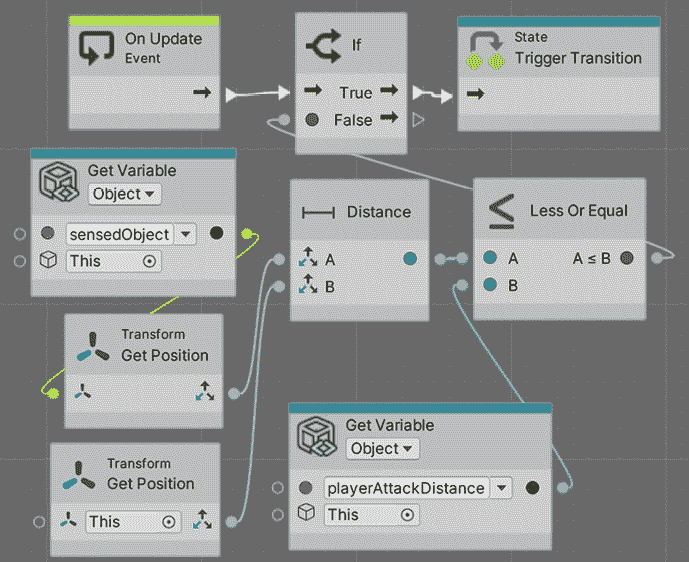 On Update
Event
If
True
False
State
Trigger Transition
Get Variable
Object
sensedObject
This
Distance
A
B
Less Or Equal
A A ≤ B
B
Transform
Get Position
Transform
Get Position
This
Get Variable
Object
playerAttackDistance
This